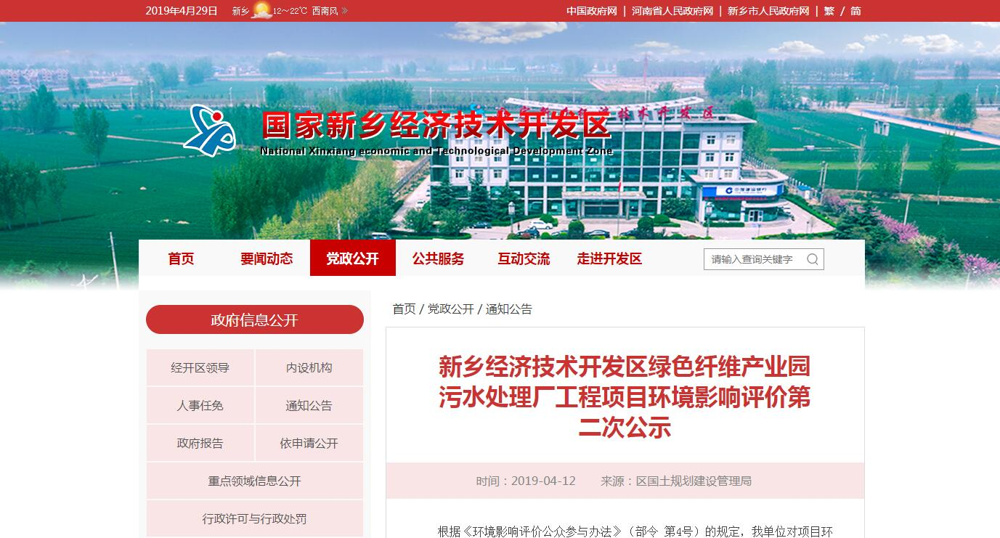 2019年4月29日 新乡 12～22℃ 西南风 中国政府网 | 河南省人民政府网 | 新乡市人民政府网 | 繁 / 简
国家新乡经济技术开发区
National Xinxiang economic and Technological Development Zone
中国建设银行
首页 要闻动态 党政公开 公共服务 互动交流 走进开发区 请输入查询关键字
首页 / 党政公开 / 通知公告
政府信息公开
经开区领导 内设机构
人事任免 通知公告
政府报告 依申请公开
重点领域信息公开
行政许可与行政处罚
新乡经济技术开发区绿色纤维产业园
污水处理厂工程项目环境影响评价第
二次公示
时间：2019-04-12 来源：区国土规划建设管理局
根据《环境影响评价公众参与办法》（部令 第4号）的规定，我单位对项目环